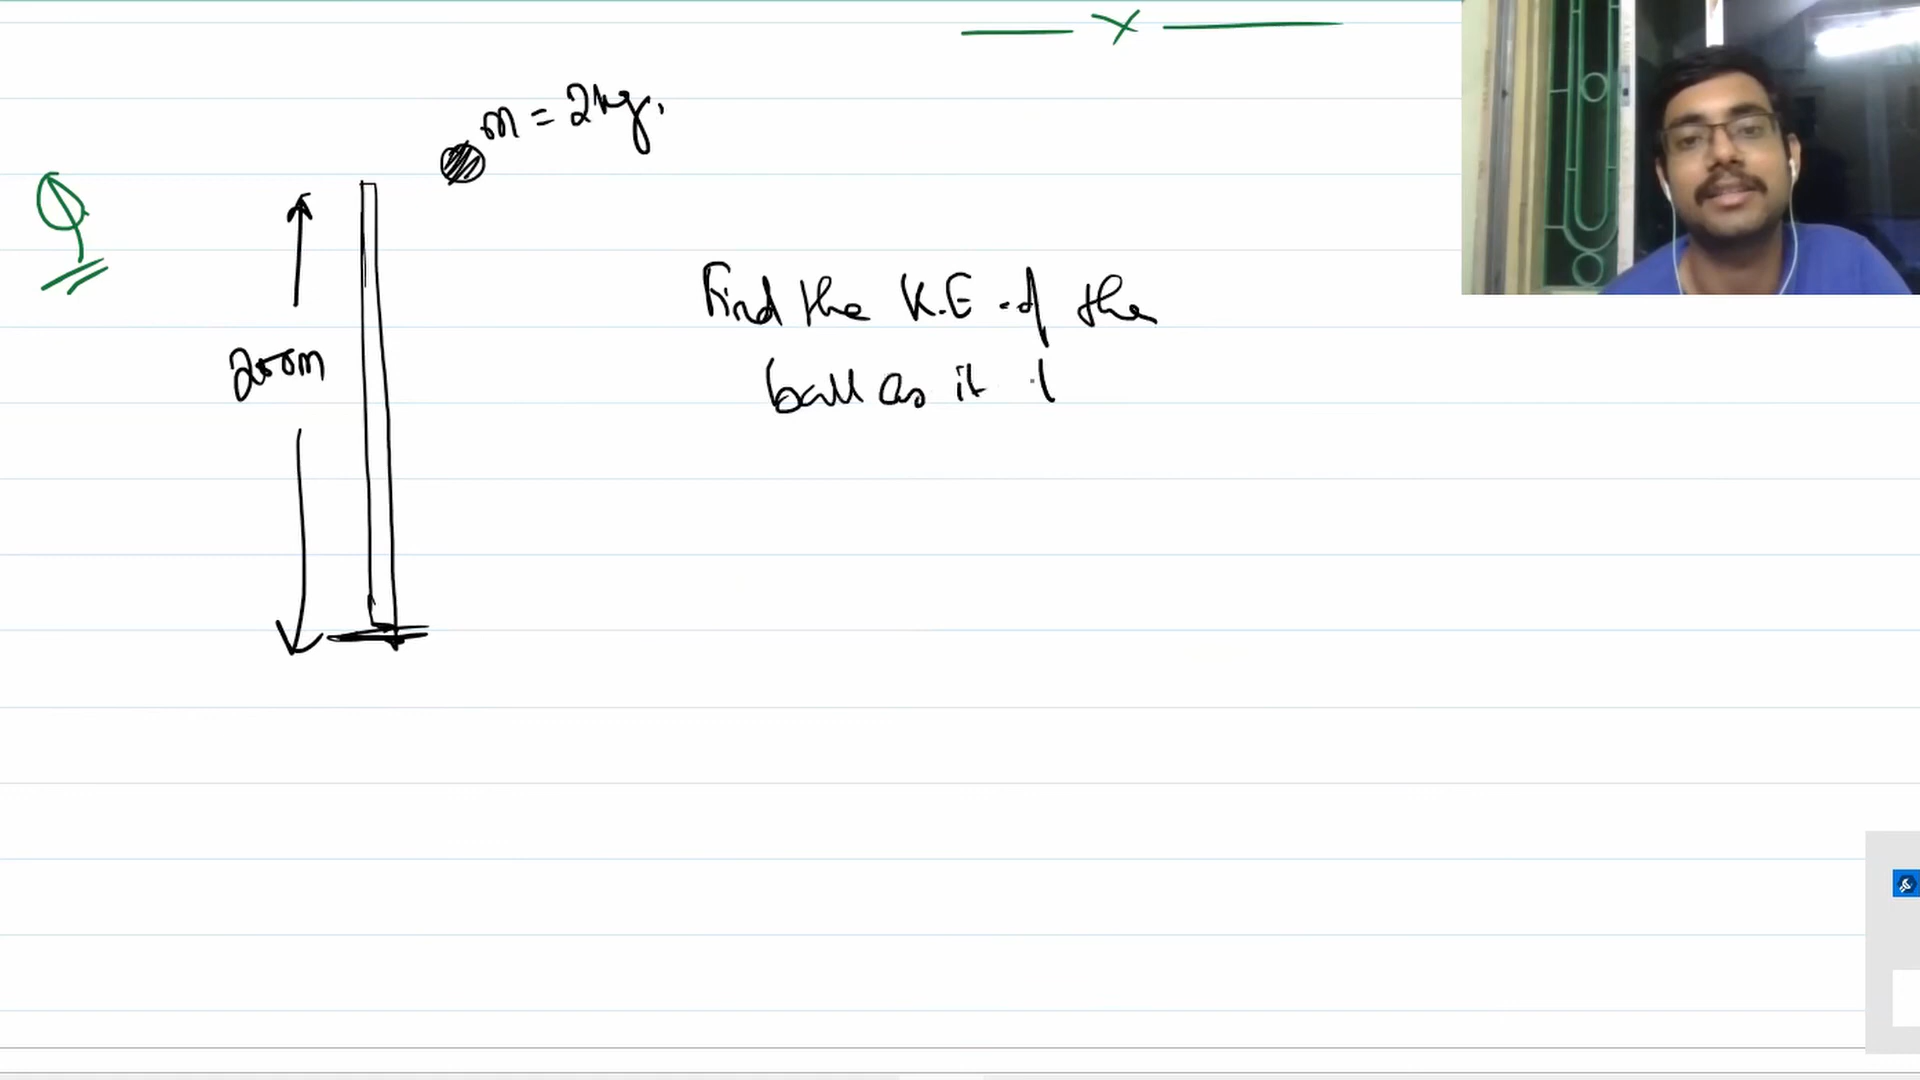 m = 2kg.
Q
200m
Find the K.E of the
ball as it